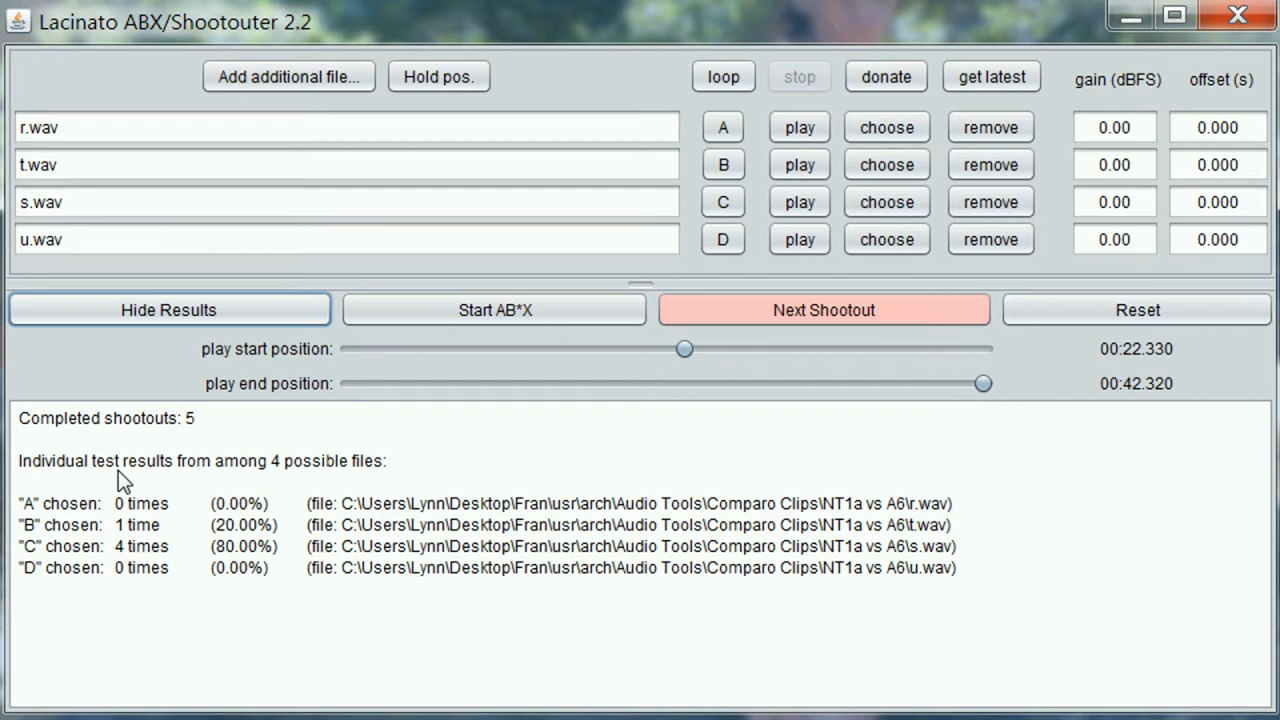 Lacinato ABX/Shootouter 2.2
Add additional file... Hold pos. loop stop donate get latest gain (dBFS) offset (s)
r.wav A play choose remove 0.00 0.000
t.wav B play choose remove 0.00 0.000
s.wav C play choose remove 0.00 0.000
u.wav D play choose remove 0.00 0.000
Hide Results Start AB*X Next Shootout Reset
play start position: 00:22.330
play end position: 00:42.320
Completed shootouts: 5
Individual test results from among 4 possible files:
"A" chosen: 0 times (0.00%) (file: C:\Users\Lynn\Desktop\Fran\usr\arch\Audio Tools\Comparo Clips\NT1a vs A6\r.wav)
"B" chosen: 1 time (20.00%) (file: C:\Users\Lynn\Desktop\Fran\usr\arch\Audio Tools\Comparo Clips\NT1a vs A6\t.wav)
"C" chosen: 4 times (80.00%) (file: C:\Users\Lynn\Desktop\Fran\usr\arch\Audio Tools\Comparo Clips\NT1a vs A6\s.wav)
"D" chosen: 0 times (0.00%) (file: C:\Users\Lynn\Desktop\Fran\usr\arch\Audio Tools\Comparo Clips\NT1a vs A6\u.wav)